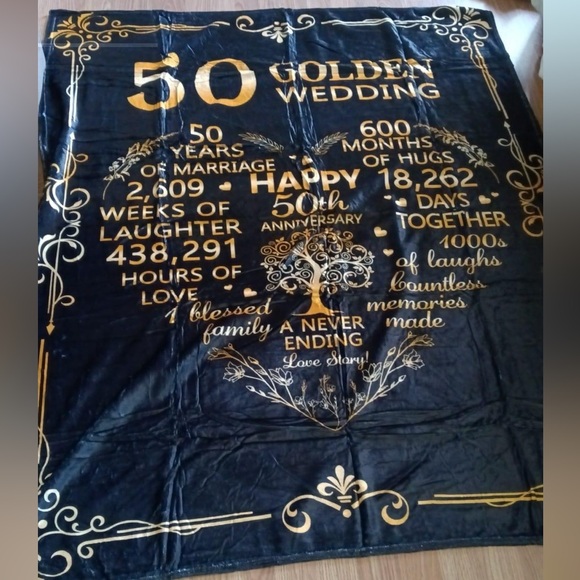 50 GOLDEN
WEDDING
50
YEARS
OF MARRIAGE
2,609
WEEKS OF
LAUGHTER
438,291
HOURS OF
LOVE
1 blessed
family
HAPPY
50th
ANNIVERSARY
A NEVER
ENDING
Love Story!
600
MONTHS
OF HUGS
18,262
DAYS
TOGETHER
1000s
of laughs
Countless
memories
made